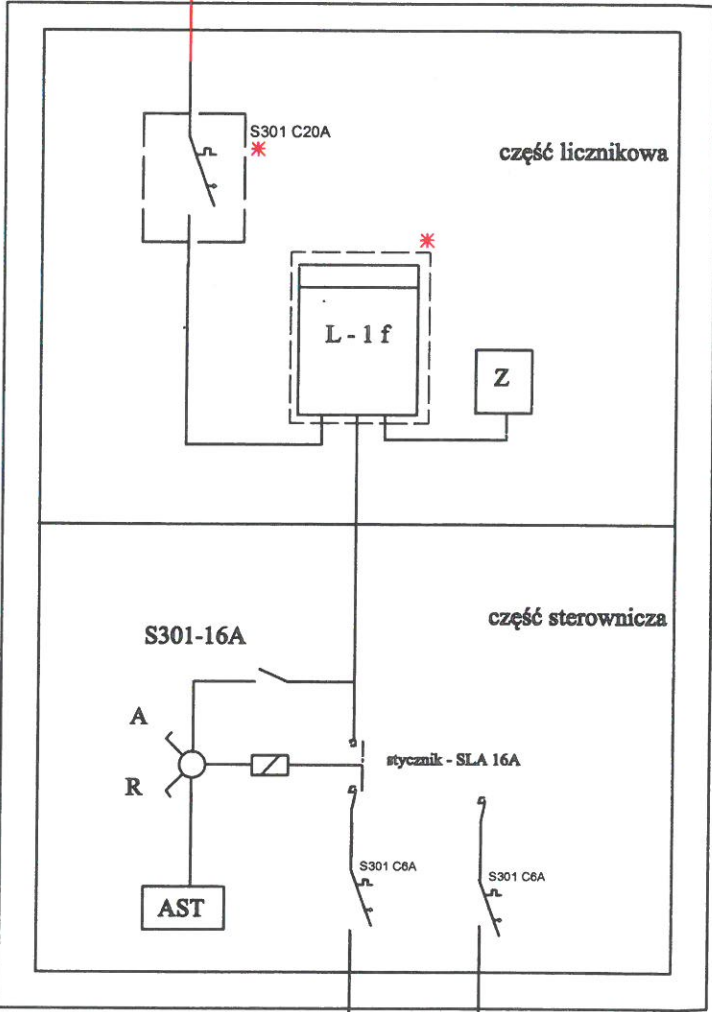 S301 C20A
*
część licznikowa
*
L - 1 f
Z
część sterownicza
S301-16A
A
R
stycznik - SLA 16A
S301 C6A
S301 C6A
AST